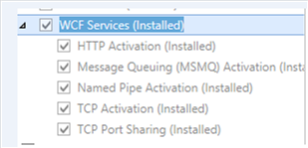 WCF Services (Installed)
HTTP Activation (Installed)
Message Queuing (MSMQ) Activation (Insta
Named Pipe Activation (Installed)
TCP Activation (Installed)
TCP Port Sharing (Installed)